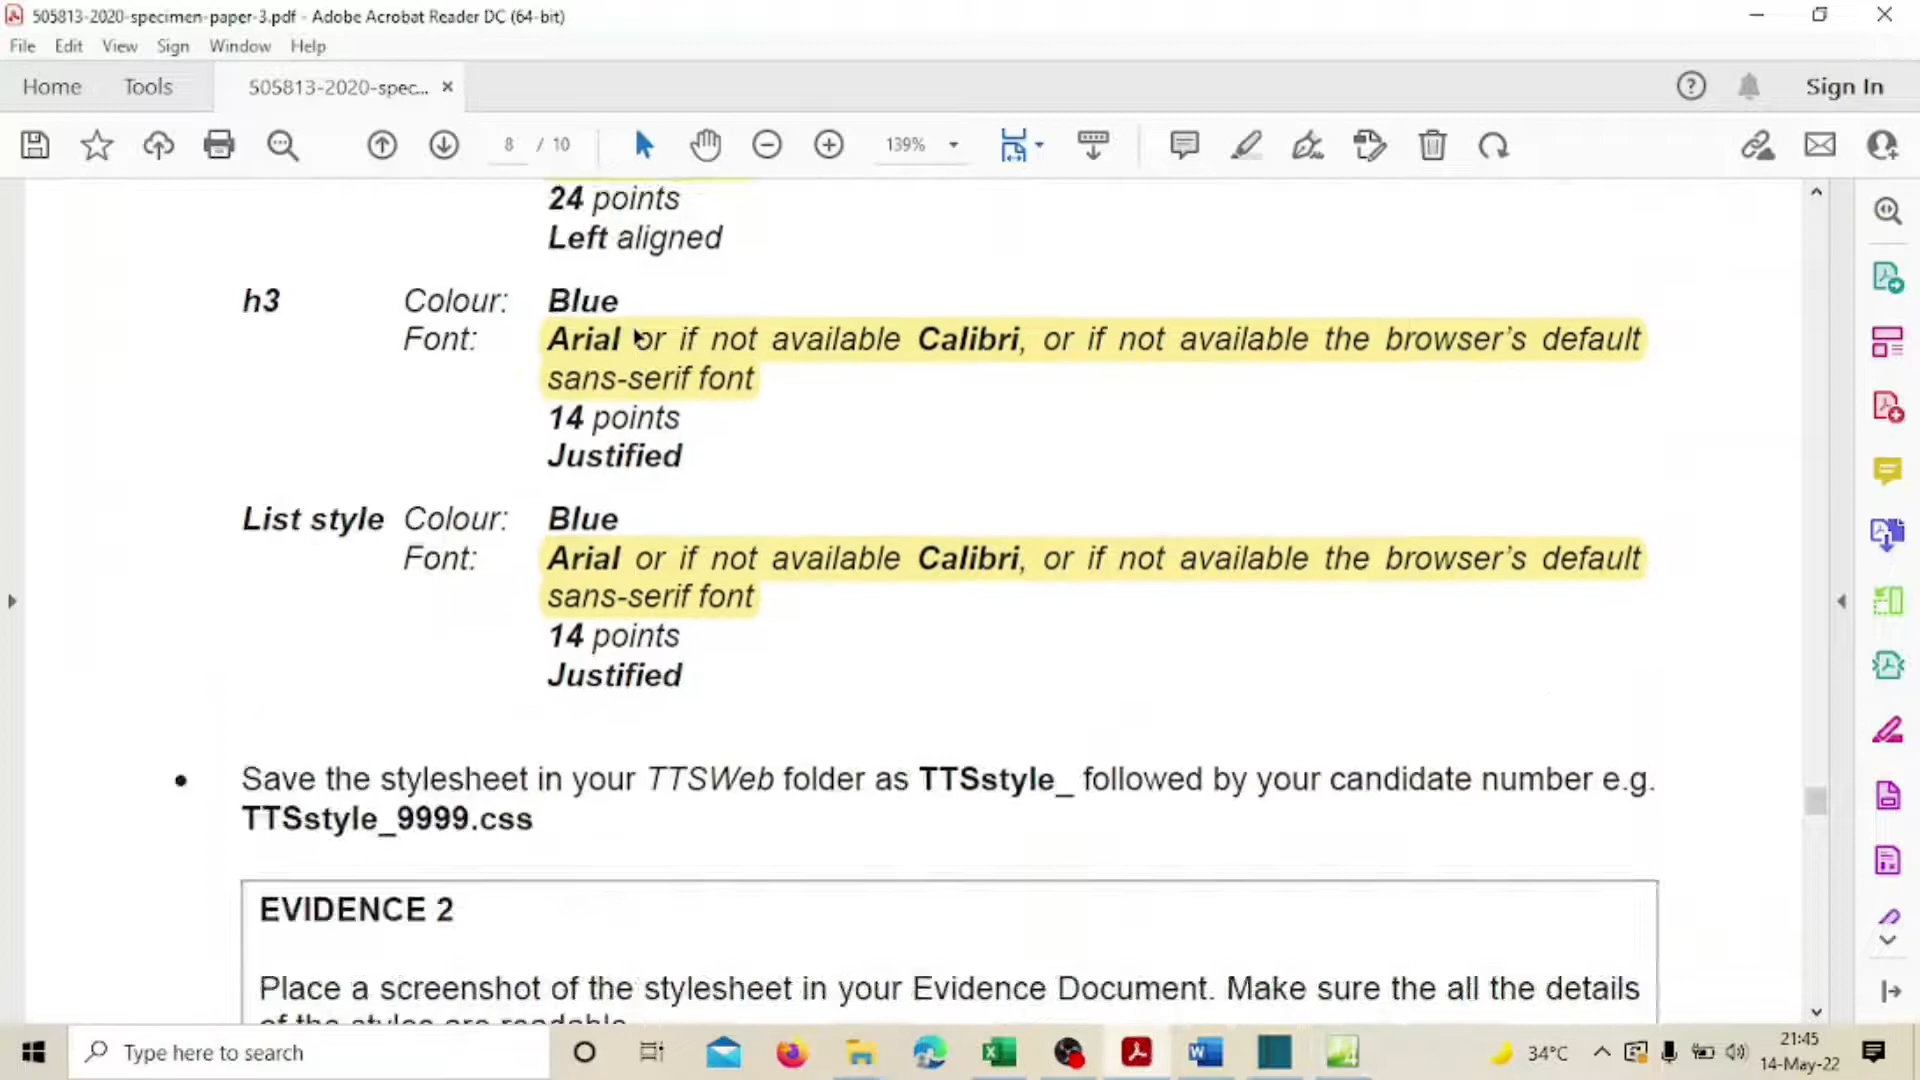 505813-2020-specimen-paper-3.pdf - Adobe Acrobat Reader DC (64-bit)
File Edit View Sign Window Help
Home Tools 505813-2020-spec... × Sign In
8 / 10 139%
24 points
Left aligned
h3 Colour: Blue
Font: Arial or if not available Calibri, or if not available the browser's default
sans-serif font
14 points
Justified
List style Colour: Blue
Font: Arial or if not available Calibri, or if not available the browser's default
sans-serif font
14 points
Justified
• Save the stylesheet in your TTSWeb folder as TTSstyle_ followed by your candidate number e.g.
TTSstyle_9999.css
EVIDENCE 2
Place a screenshot of the stylesheet in your Evidence Document. Make sure the all the details
of the styles are readable
Type here to search 34°C 21:45
14-May-22